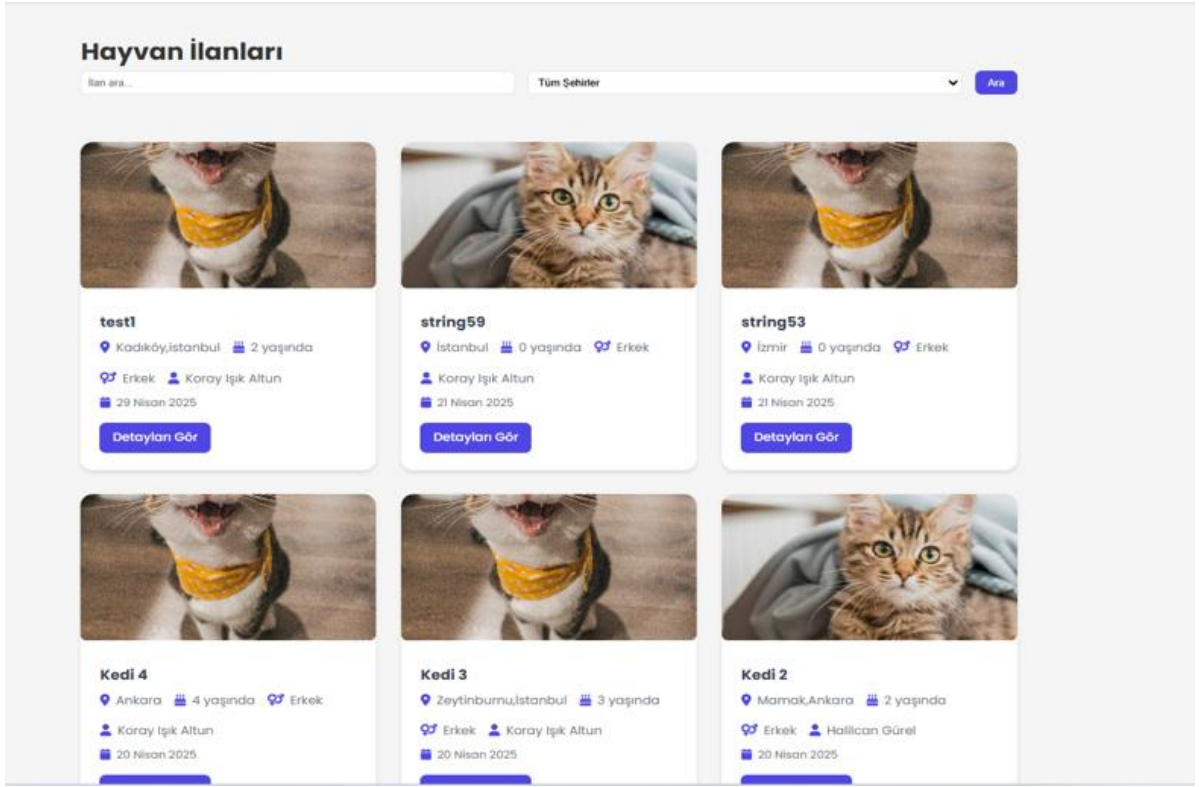 Hayvan İlanları
İlan ara...
Tüm Şehirler
Ara
test1
Kadıköy,istanbul 2 yaşında
Erkek Koray Işık Altun
29 Nisan 2025
Detayları Gör
string59
İstanbul 0 yaşında Erkek
Koray Işık Altun
21 Nisan 2025
Detayları Gör
string53
İzmir 0 yaşında Erkek
Koray Işık Altun
21 Nisan 2025
Detayları Gör
Kedi 4
Ankara 4 yaşında Erkek
Koray Işık Altun
20 Nisan 2025
Kedi 3
Zeytinburnu,İstanbul 3 yaşında
Erkek Koray Işık Altun
20 Nisan 2025
Kedi 2
Mamak,Ankara 2 yaşında
Erkek Halilcan Gürel
20 Nisan 2025